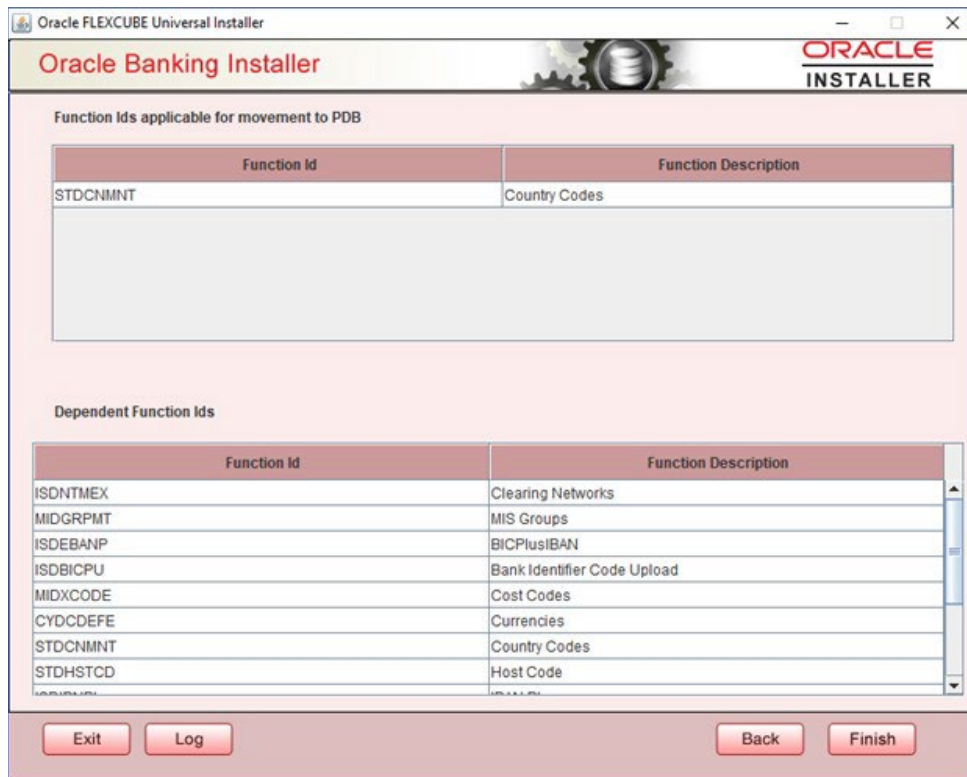 Oracle FLEXCUBE Universal Installer
Oracle Banking Installer
ORACLE
INSTALLER
Function Ids applicable for movement to PDB
Function Id Function Description
STDCNMNT Country Codes
Dependent Function Ids
Function Id Function Description
ISDNTMEX Clearing Networks
MIDGRPMT MIS Groups
ISDEBANP BICPlusIBAN
ISDBICPU Bank Identifier Code Upload
MIDXCODE Cost Codes
CYDCDEFE Currencies
STDCNMNT Country Codes
STDHSTCD Host Code
Exit Log Back Finish